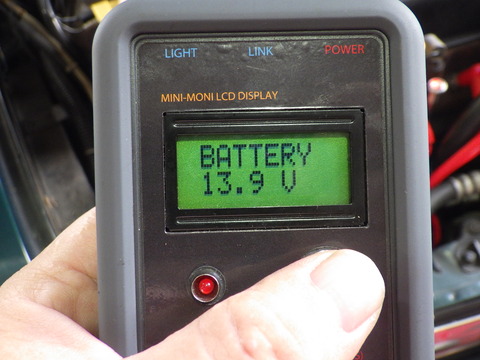 LIGHT LINK POWER
MINI-MONI LCD DISPLAY
BATTERY
13.9 V